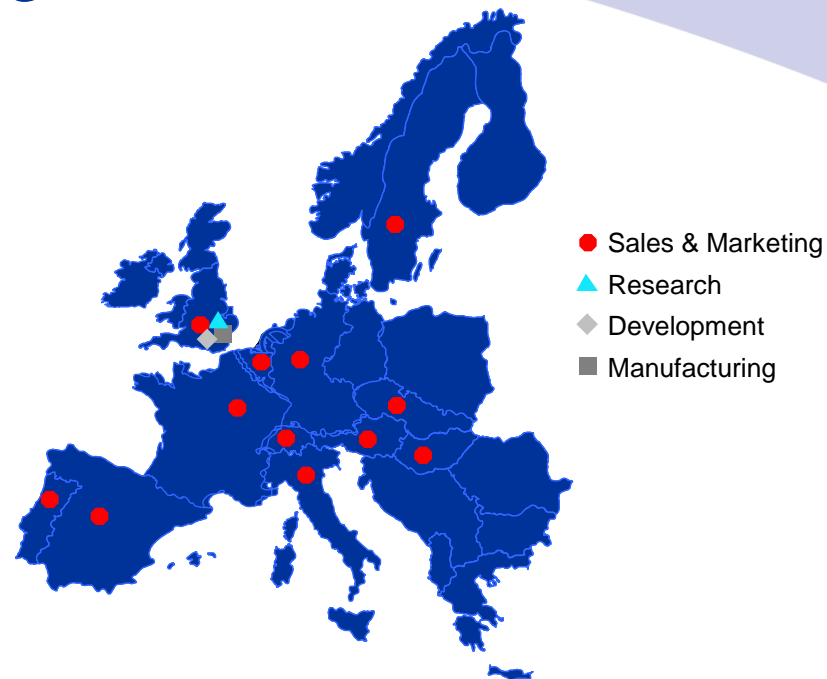 Sales & Marketing
Research
Development
Manufacturing